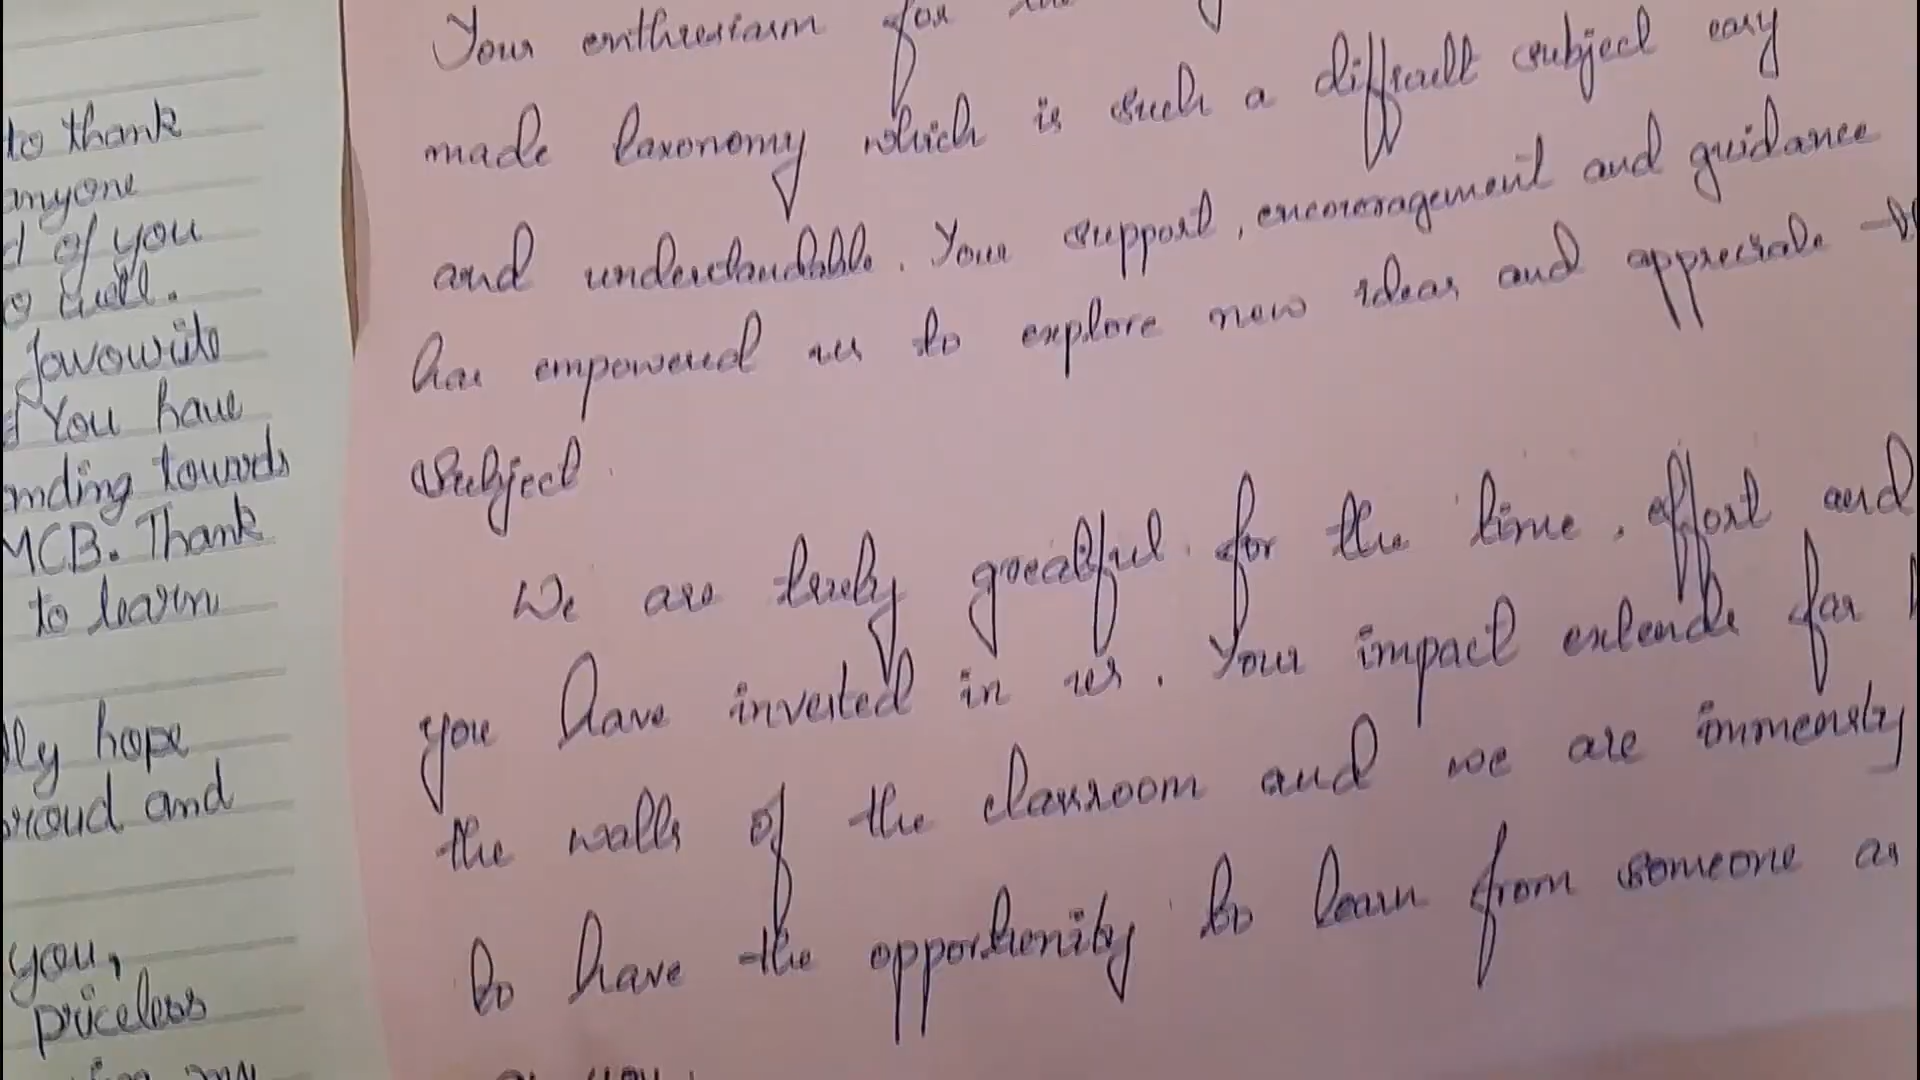 to thank
anyone
of you
well.
favowite
You have
nding towards
MCB. Thank
to learn
hope
and
you,
priceless
Your enthusiasm for
made taxonomy which is such a difficult subject easy
and understandable. Your support, encouragement and guidance
has empowered us to explore new ideas and appreciate
subject.
We are truly greatful for the time, effort and
you have invested in us. Your impact extends far
the walls of the classroom and we are immensly
to have the opportunity to learn from someone as
you.